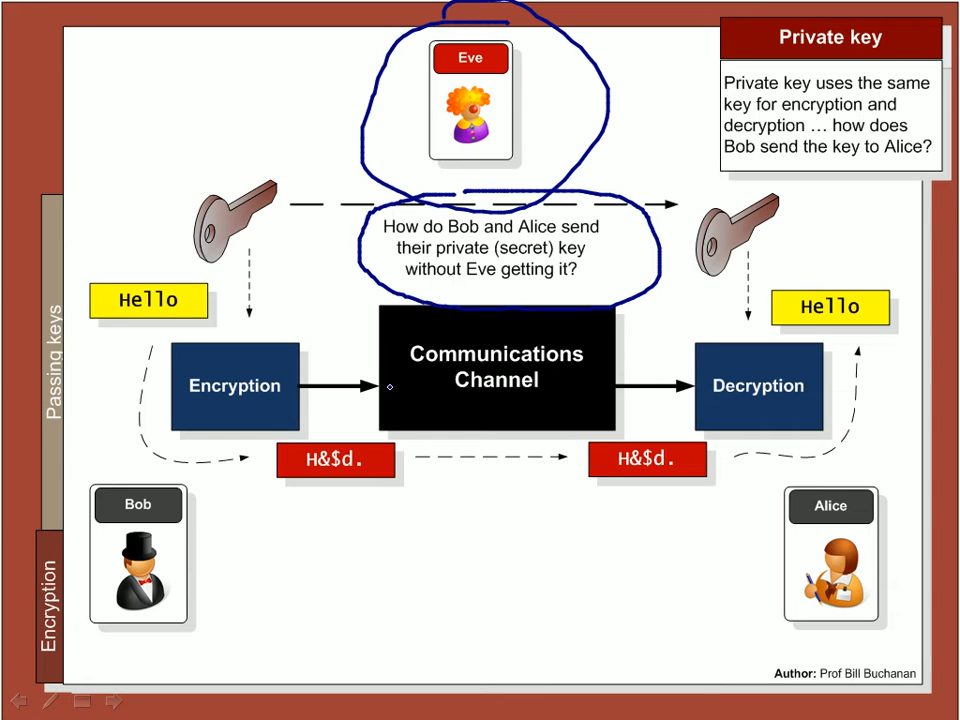 Private key
Private key uses the same
key for encryption and
decryption ... how does
Bob send the key to Alice?
Eve
How do Bob and Alice send
their private (secret) key
without Eve getting it?
Hello
Hello
Communications
Channel
Encryption
Decryption
H&$d.
H&$d.
Bob
Alice
Passing keys
Encryption
Author: Prof Bill Buchanan